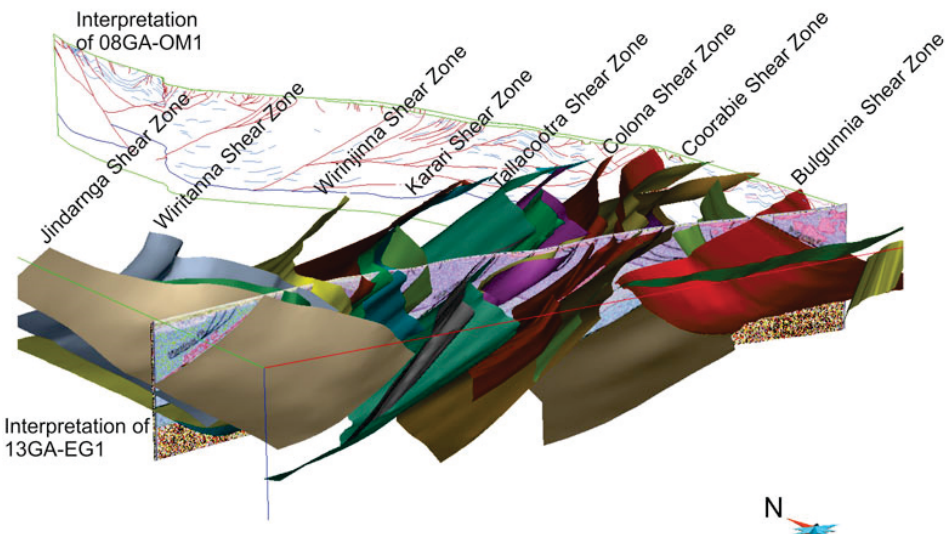 Interpretation
of 08GA-OM1
Jindarnga Shear Zone
Wiritanna Shear Zone
Wirinjinna Shear Zone
Karari Shear Zone
Tallacootra Shear Zone
Colona Shear Zone
Coorabie Shear Zone
Bulgunnia Shear Zone
Interpretation of
13GA-EG1
N